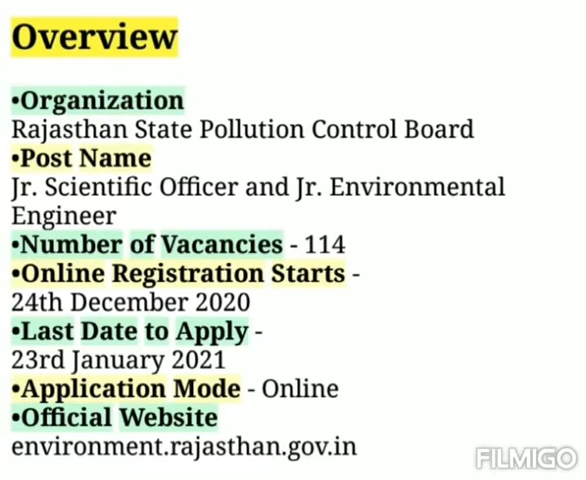 Overview
•Organization
Rajasthan State Pollution Control Board
•Post Name
Jr. Scientific Officer and Jr. Environmental
Engineer
•Number of Vacancies - 114
•Online Registration Starts -
24th December 2020
•Last Date to Apply -
23rd January 2021
•Application Mode - Online
•Official Website
environment.rajasthan.gov.in
FILMIGO